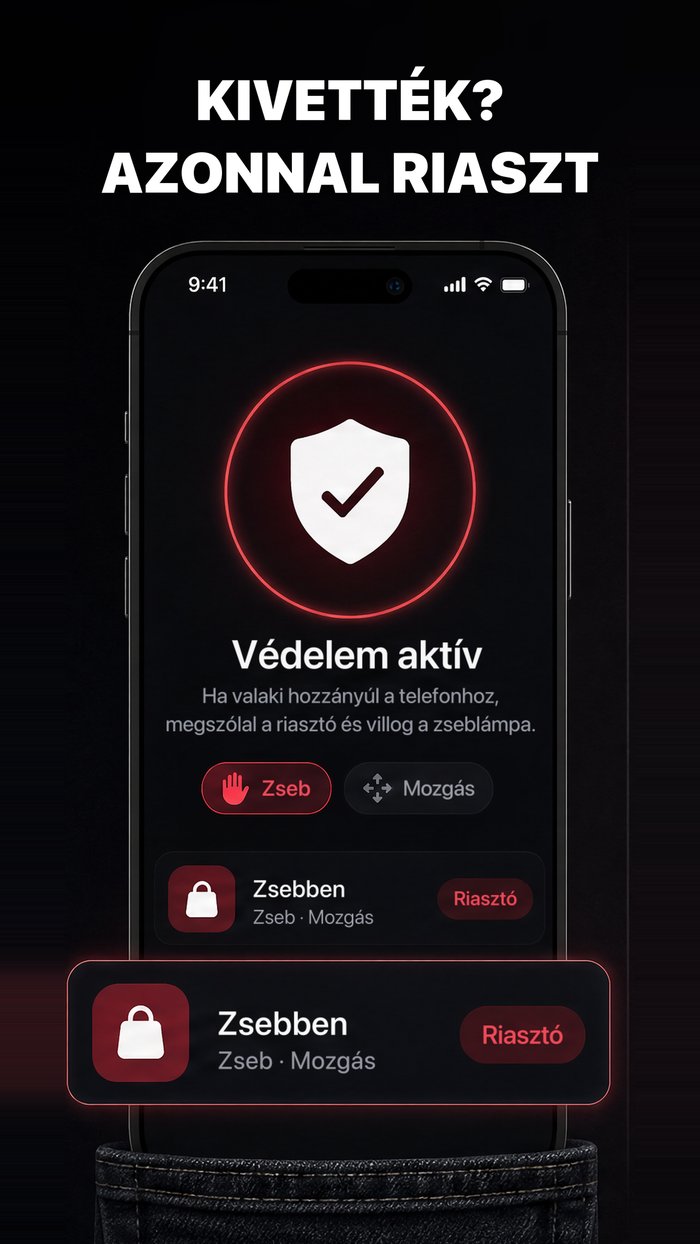 KIVETTÉK?
AZONNAL RIASZT
9:41
Védelem aktív
Ha valaki hozzányúl a telefonhoz,
megszólal a riasztó és villog a zseblámpa.
Zseb
Mozgás
Zsebben
Zseb · Mozgás
Riasztó
Zsebben
Zseb · Mozgás
Riasztó